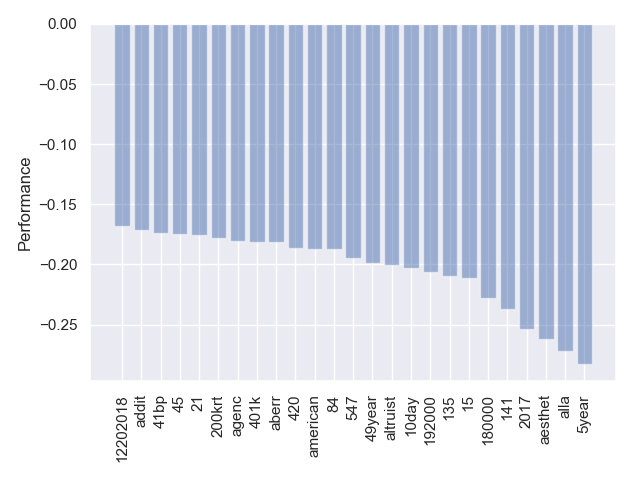 0.00
−0.05
−0.10
−0.15
−0.20
−0.25
Performance
12202018
addit
41bp
45
21
200krt
agenc
401k
aberr
420
american
84
547
49year
altruist
10day
192000
135
15
180000
141
2017
aesthet
alla
5year